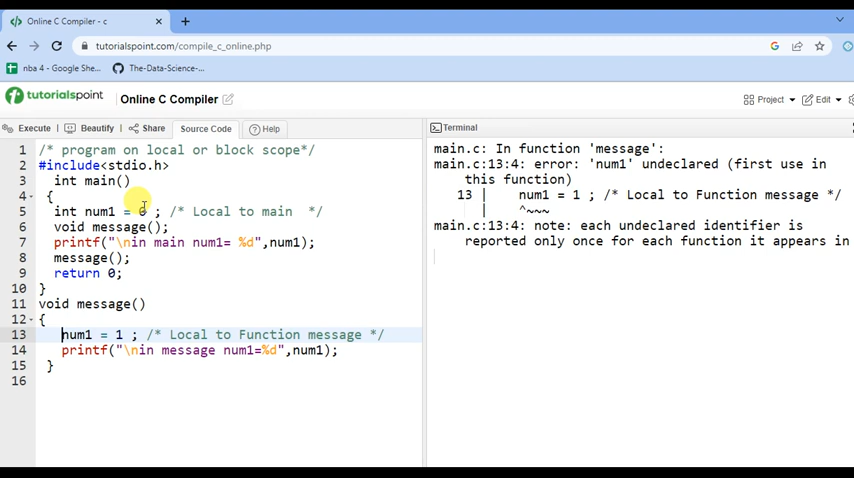 Online C Compiler - c
tutorialspoint.com/compile_c_online.php
nba 4 - Google She...
The-Data-Science-...
tutorialspoint
Online C Compiler
Project
Edit
Execute
Beautify
Share
Source Code
Help
Terminal
1 /* program on local or block scope*/
2 #include<stdio.h>
3 int main()
4 {
5 int num1 = 0 ; /* Local to main */
6 void message();
7 printf("\nin main num1= %d",num1);
8 message();
9 return 0;
10 }
11 void message()
12 {
13 num1 = 1 ; /* Local to Function message */
14 printf("\nin message num1=%d",num1);
15 }
16
main.c: In function 'message':
main.c:13:4: error: 'num1' undeclared (first use in
this function)
13 | num1 = 1 ; /* Local to Function message */
| ^~~~
main.c:13:4: note: each undeclared identifier is
reported only once for each function it appears in